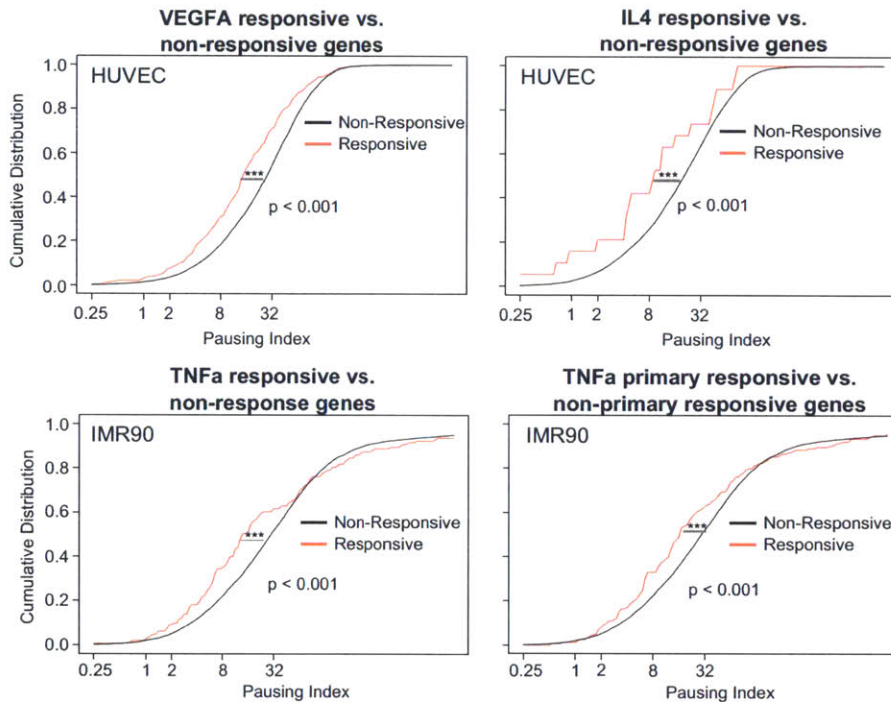 VEGFA responsive vs.
non-responsive genes
HUVEC
Non-Responsive
Responsive
***
p < 0.001
Cumulative Distribution
1.0
0.8
0.6
0.4
0.2
0.0
0.25 1 2 8 32
Pausing Index
IL4 responsive vs.
non-responsive genes
HUVEC
Non-Responsive
Responsive
***
p < 0.001
0.25 1 2 8 32
Pausing Index
TNFa responsive vs.
non-response genes
IMR90
Non-Responsive
Responsive
***
p < 0.001
Cumulative Distribution
1.0
0.8
0.6
0.4
0.2
0.0
0.25 1 2 8 32
Pausing Index
TNFa primary responsive vs.
non-primary responsive genes
IMR90
Non-Responsive
Responsive
***
p < 0.001
0.25 1 2 8 32
Pausing Index